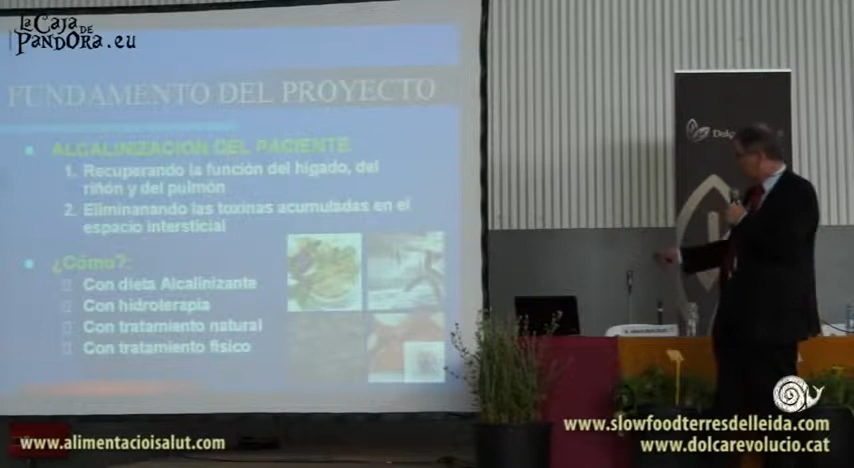 La Caja
DE
PANDORA.eu
FUNDAMENTO DEL PROYECTO
ALCALINIZACION DEL PACIENTE
1. Recuperando la función del hígado, del
riñón y del pulmón
2. Eliminanando las toxinas acumuladas en el
espacio intersticial
¿Cómo?:
Con dieta Alcalinizante
Con hidroterapia
Con tratamiento natural
Con tratamiento físico
www.slowfoodterresdelleida.com
www.alimentacioisalut.com
www.dolcarevolucio.cat